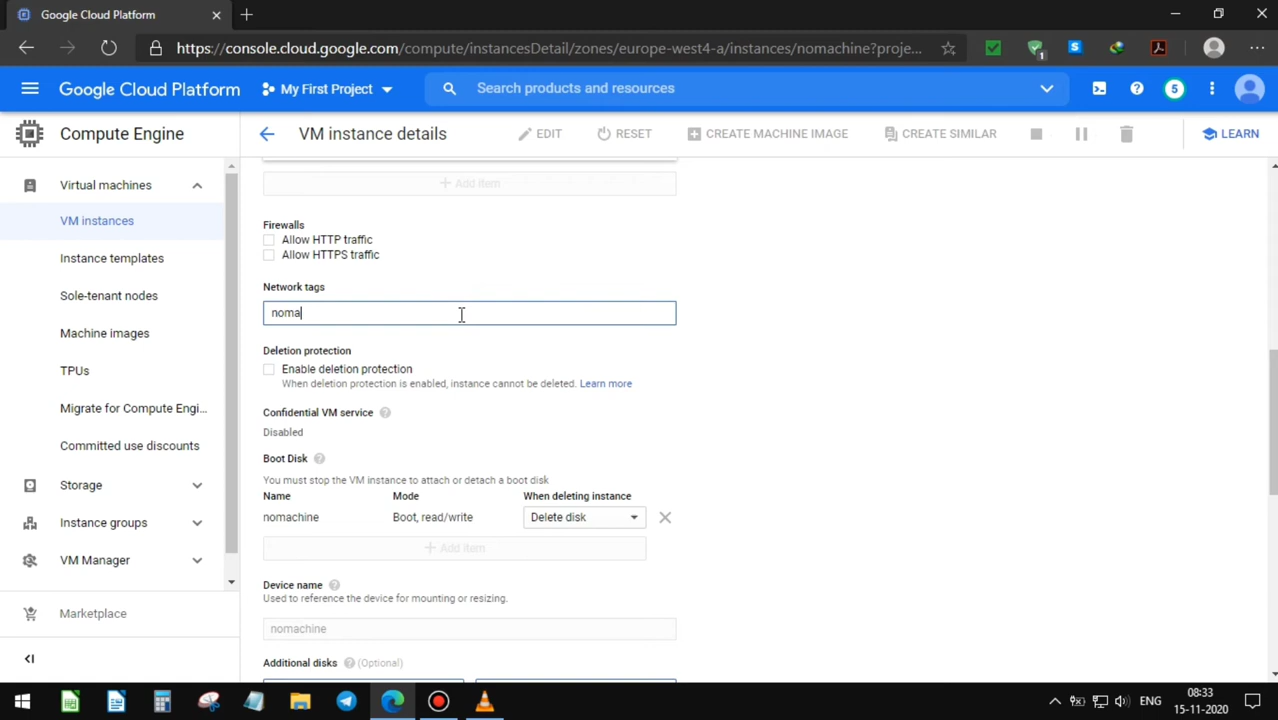 Google Cloud Platform
https://console.cloud.google.com/compute/instancesDetail/zones/europe-west4-a/instances/nomachine?proje...
1
Google Cloud Platform
My First Project
Search products and resources
5
Compute Engine
VM instance details
EDIT
RESET
CREATE MACHINE IMAGE
CREATE SIMILAR
LEARN
Virtual machines
VM instances
Instance templates
Sole-tenant nodes
Machine images
TPUs
Migrate for Compute Engi...
Committed use discounts
Storage
Instance groups
VM Manager
Marketplace
+ Add item
Firewalls
Allow HTTP traffic
Allow HTTPS traffic
Network tags
noma
Deletion protection
Enable deletion protection
When deletion protection is enabled, instance cannot be deleted. Learn more
Confidential VM service
Disabled
Boot Disk
You must stop the VM instance to attach or detach a boot disk
Name Mode When deleting instance
nomachine Boot, read/write Delete disk
+ Add item
Device name
Used to reference the device for mounting or resizing.
nomachine
Additional disks (Optional)
ENG
08:33
15-11-2020